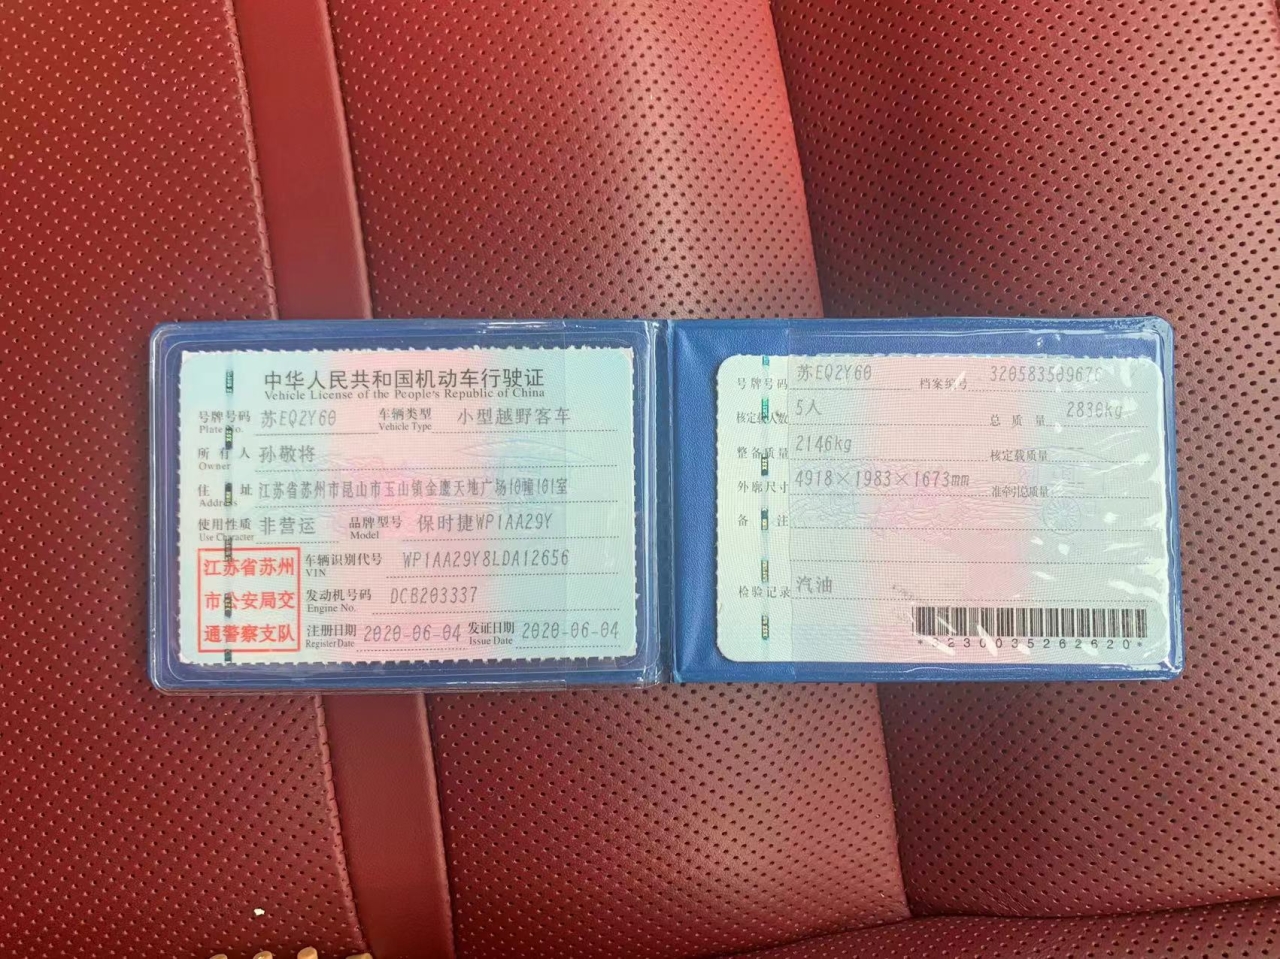 中华人民共和国机动车行驶证
Vehicle License of the People's Republic of China
号牌号码 苏EQ2Y60 车辆类型 小型越野客车
Plate No. Vehicle Type
所有人 孙敬将
Owner
住址 江苏省苏州市昆山市玉山镇金鹰天地广场10幢101室
Address
使用性质 非营运 品牌型号 保时捷WP1AA29Y
Use Character Model
江苏省苏州
市公安局交
通警察支队
车辆识别代号 WP1AA29Y8LDA12656
VIN
发动机号码 DCB203337
Engine No.
注册日期 2020-06-04 发证日期 2020-06-04
Register Date Issue Date
号牌号码 苏EQ2Y60 档案编号 320583509676
核定载人数 5人 总质量 2830kg
整备质量 2146kg 核定载质量 --
外廓尺寸 4918×1983×1673mm 准牵引总质量 --
备注
检验记录 汽油